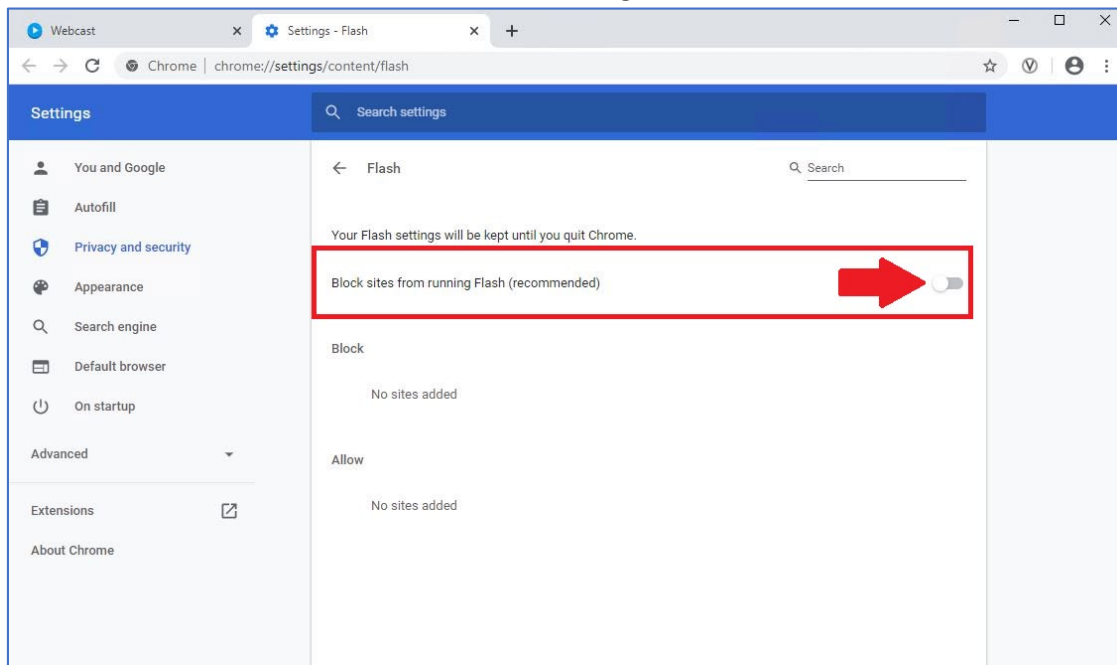 Webcast
Settings - Flash
Chrome | chrome://settings/content/flash
Settings
Search settings
You and Google
Autofill
Privacy and security
Appearance
Search engine
Default browser
On startup
Advanced
Extensions
About Chrome
Flash
Search
Your Flash settings will be kept until you quit Chrome.
Block sites from running Flash (recommended)
Block
No sites added
Allow
No sites added